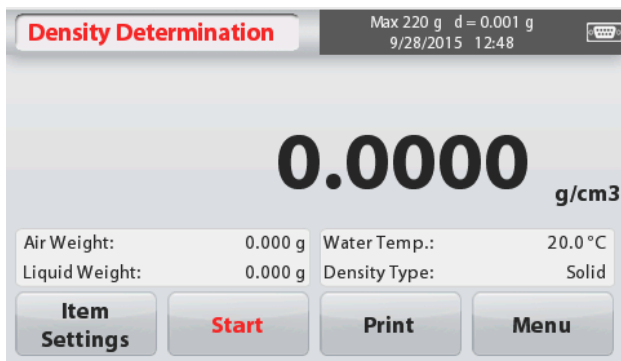 Density Determination
Max 220 g d = 0.001 g
9/28/2015 12:48
0.0000
g/cm3
Air Weight: 0.000 g Water Temp.: 20.0 °C
Liquid Weight: 0.000 g Density Type: Solid
Item
Settings
Start
Print
Menu